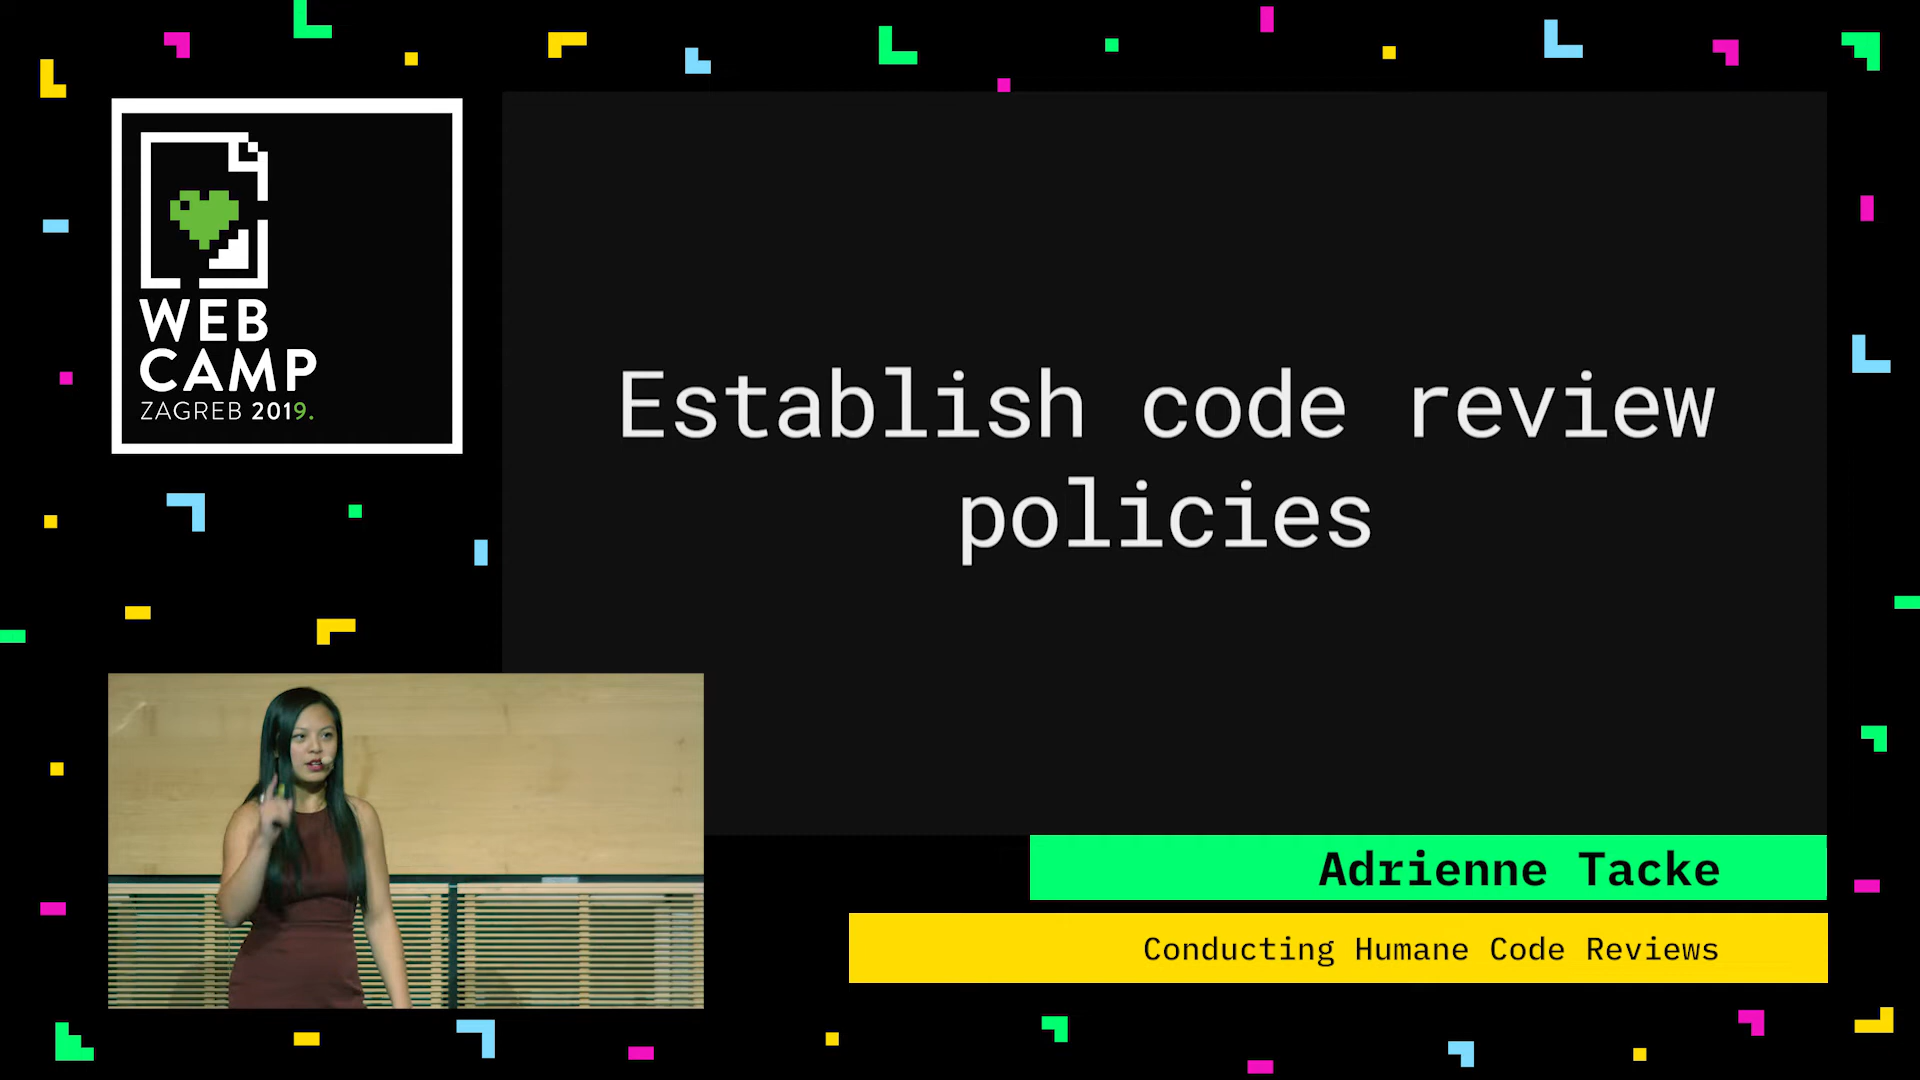 WEB
CAMP
ZAGREB 2019.
Establish code review
policies
Adrienne Tacke
Conducting Humane Code Reviews